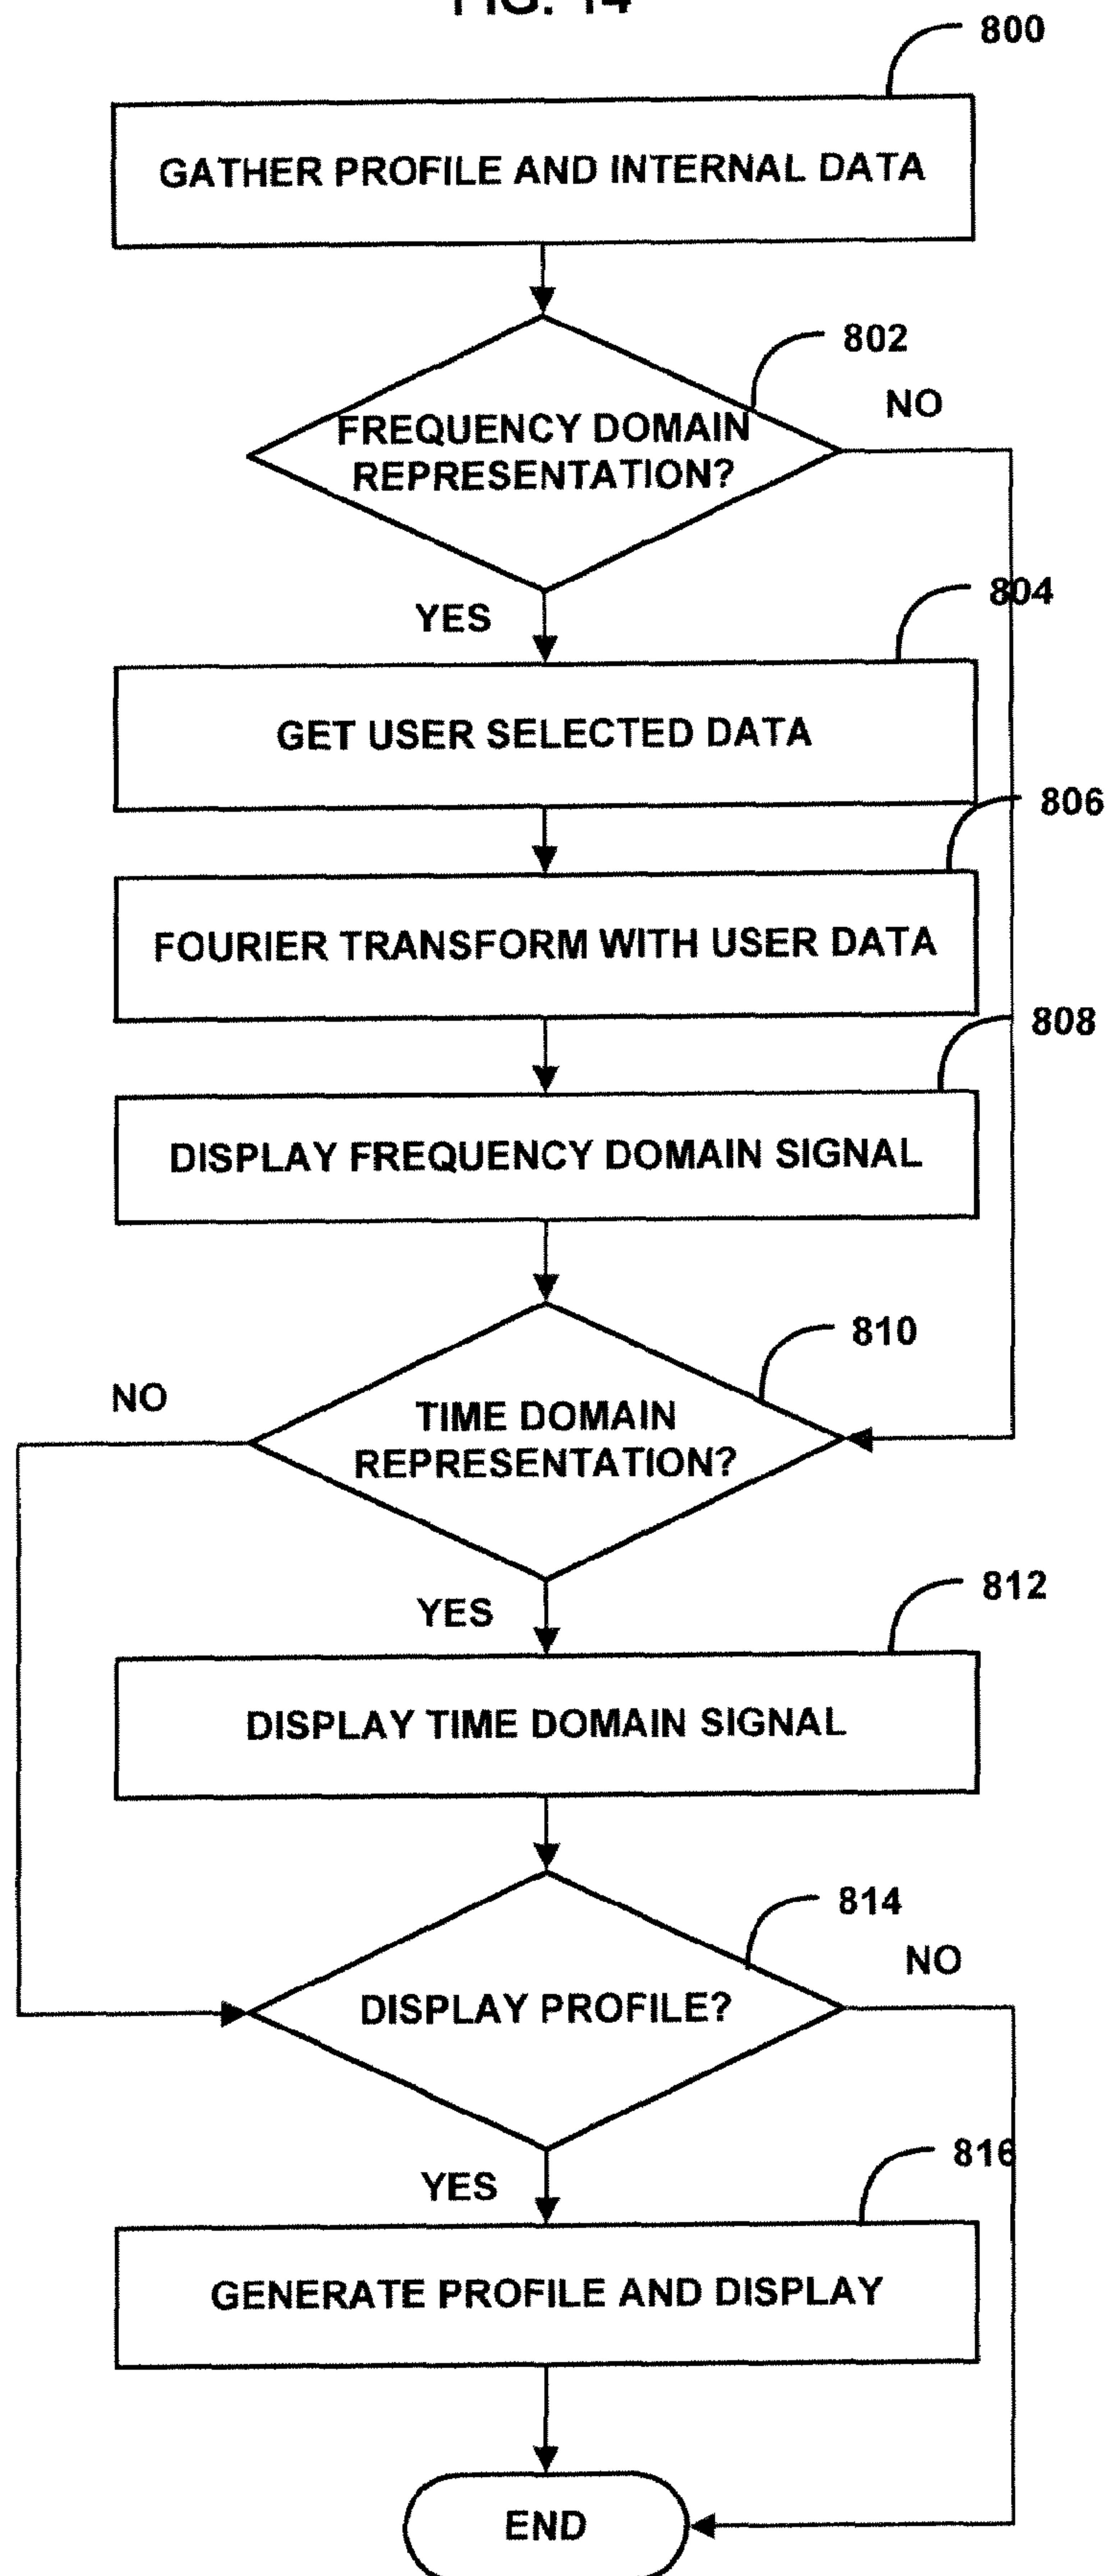 FIG. 14
800
GATHER PROFILE AND INTERNAL DATA
802
NO
FREQUENCY DOMAIN
REPRESENTATION?
YES
804
GET USER SELECTED DATA
806
FOURIER TRANSFORM WITH USER DATA
808
DISPLAY FREQUENCY DOMAIN SIGNAL
810
NO
TIME DOMAIN
REPRESENTATION?
YES
812
DISPLAY TIME DOMAIN SIGNAL
814
NO
DISPLAY PROFILE?
YES
816
GENERATE PROFILE AND DISPLAY
END